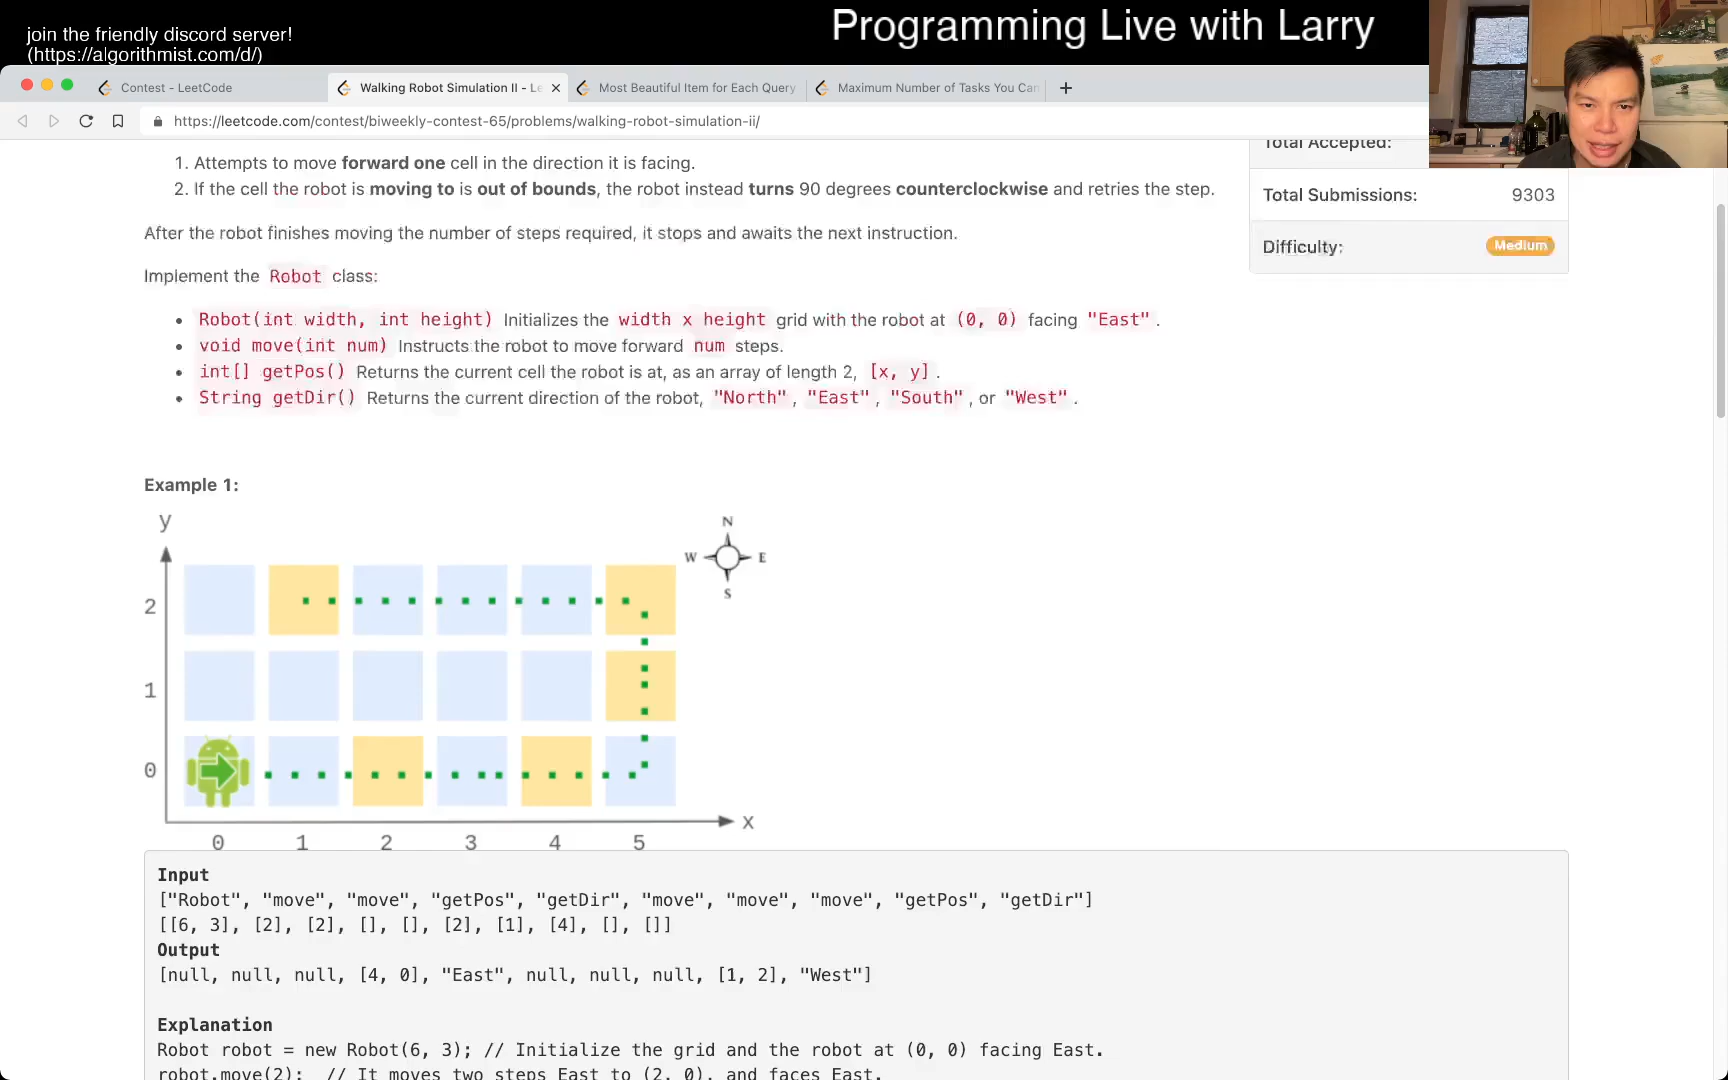 Programming Live with Larry
join the friendly discord server!
(https://algorithmist.com/d/)
Contest - LeetCode
Walking Robot Simulation II - Le
Most Beautiful Item for Each Query
Maximum Number of Tasks You Can
https://leetcode.com/contest/biweekly-contest-65/problems/walking-robot-simulation-ii/
1. Attempts to move forward one cell in the direction it is facing.
2. If the cell the robot is moving to is out of bounds, the robot instead turns 90 degrees counterclockwise and retries the step.
After the robot finishes moving the number of steps required, it stops and awaits the next instruction.
Implement the Robot class:
• Robot(int width, int height) Initializes the width x height grid with the robot at (0, 0) facing "East".
• void move(int num) Instructs the robot to move forward num steps.
• int[] getPos() Returns the current cell the robot is at, as an array of length 2, [x, y].
• String getDir() Returns the current direction of the robot, "North", "East", "South", or "West".
Total Accepted:
Total Submissions: 9303
Difficulty: Medium
Example 1:
y
N
W E
S
2
1
0
x
0 1 2 3 4 5
Input
["Robot", "move", "move", "getPos", "getDir", "move", "move", "move", "getPos", "getDir"]
[[6, 3], [2], [2], [], [], [2], [1], [4], [], []]
Output
[null, null, null, [4, 0], "East", null, null, null, [1, 2], "West"]
Explanation
Robot robot = new Robot(6, 3); // Initialize the grid and the robot at (0, 0) facing East.
robot.move(2); // It moves two steps East to (2, 0), and faces East.